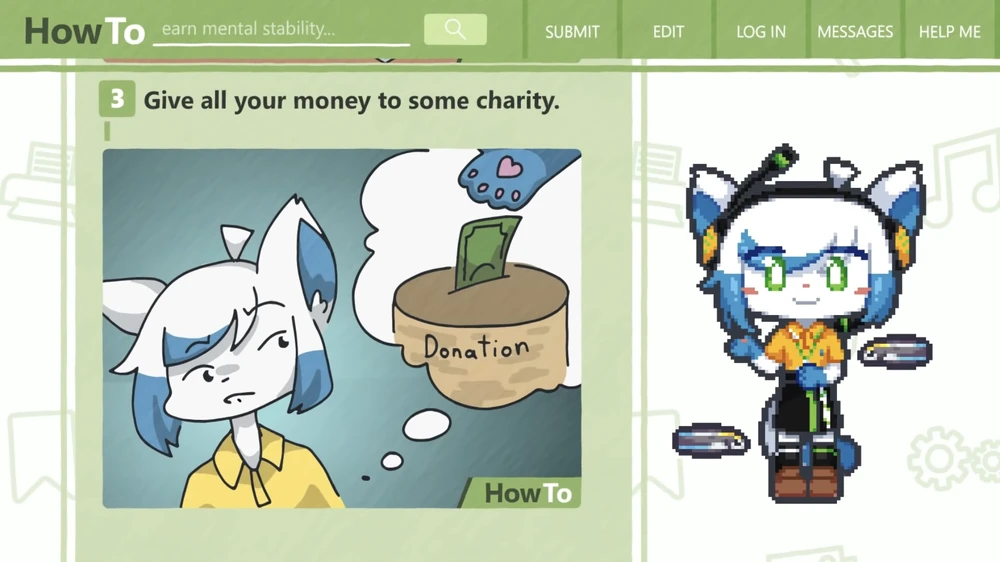 HowTo
earn mental stability...
SUBMIT
EDIT
LOG IN
MESSAGES
HELP ME
3 Give all your money to some charity.
Donation
HowTo